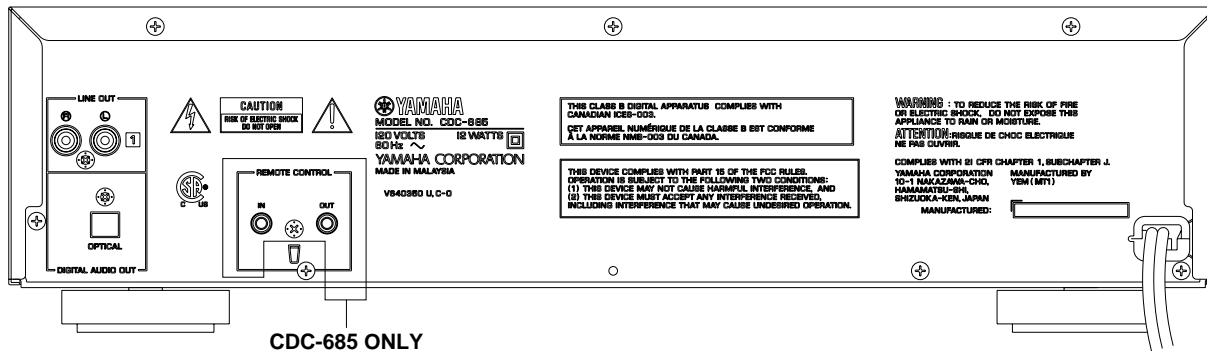 LINE OUT
R L
1
OPTICAL
DIGITAL AUDIO OUT
CAUTION
RISK OF ELECTRIC SHOCK
DO NOT OPEN
C US
REMOTE CONTROL
IN OUT
CDC-685 ONLY
YAMAHA
MODEL NO. CDC-685
120 VOLTS 12 WATTS
60 Hz
YAMAHA CORPORATION
MADE IN MALAYSIA
V640350 U, C-0
THIS CLASS B DIGITAL APPARATUS COMPLIES WITH
CANADIAN ICES-003.
CET APPAREIL NUMÉRIQUE DE LA CLASSE B EST CONFORME
À LA NORME NMB-003 DU CANADA.
THIS DEVICE COMPLIES WITH PART 15 OF THE FCC RULES.
OPERATION IS SUBJECT TO THE FOLLOWING TWO CONDITIONS:
(1) THIS DEVICE MAY NOT CAUSE HARMFUL INTERFERENCE, AND
(2) THIS DEVICE MUST ACCEPT ANY INTERFERENCE RECEIVED,
INCLUDING INTERFERENCE THAT MAY CAUSE UNDESIRED OPERATION.
WARNING : TO REDUCE THE RISK OF FIRE
OR ELECTRIC SHOCK, DO NOT EXPOSE THIS
APPLIANCE TO RAIN OR MOISTURE.
ATTENTION: RISQUE DE CHOC ELECTRIQUE
NE PAS OUVRIR.
COMPLIES WITH 21 CFR CHAPTER 1, SUBCHAPTER J.
YAMAHA CORPORATION MANUFACTURED BY
10-1 NAKAZAWA-CHO, YEM ( MT1 )
HAMAMATSU-SHI,
SHIZUOKA-KEN, JAPAN
MANUFACTURED: